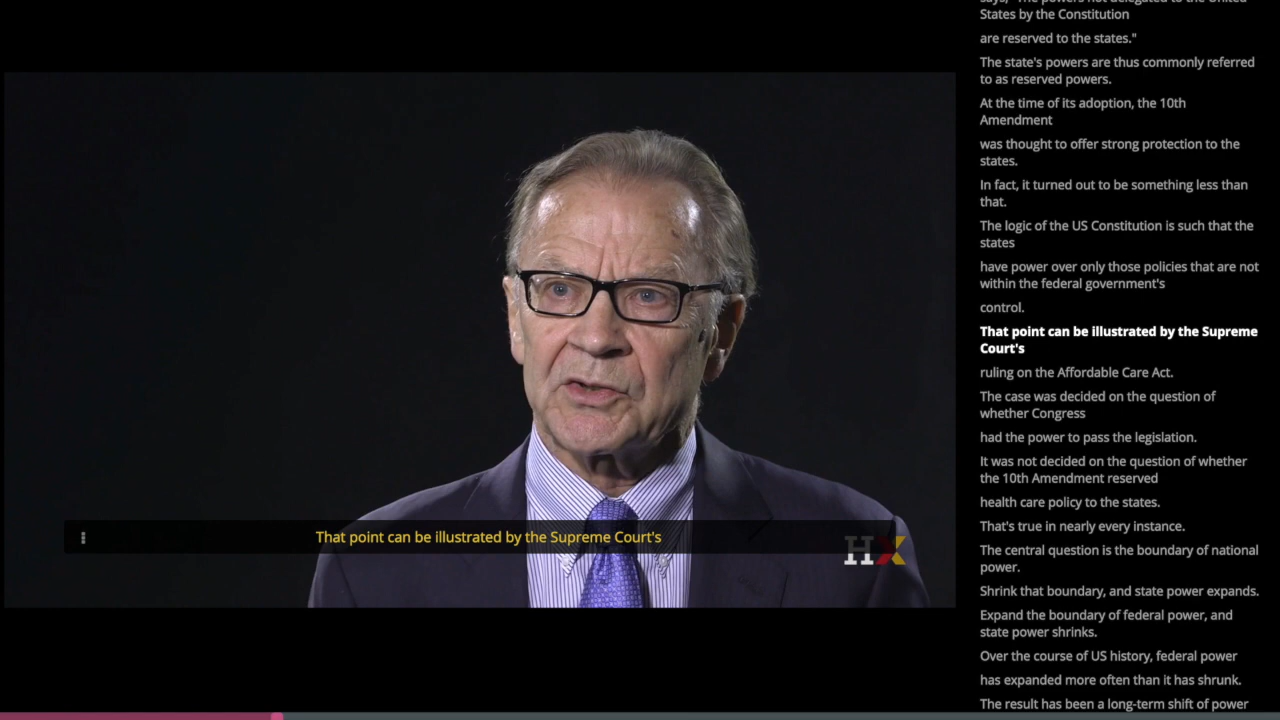 says, "The powers not delegated to the United
States by the Constitution
are reserved to the states."
The state's powers are thus commonly referred
to as reserved powers.
At the time of its adoption, the 10th
Amendment
was thought to offer strong protection to the
states.
In fact, it turned out to be something less than
that.
The logic of the US Constitution is such that the
states
have power over only those policies that are not
within the federal government's
control.
That point can be illustrated by the Supreme
Court's
ruling on the Affordable Care Act.
The case was decided on the question of
whether Congress
had the power to pass the legislation.
It was not decided on the question of whether
the 10th Amendment reserved
health care policy to the states.
That's true in nearly every instance.
The central question is the boundary of national
power.
Shrink that boundary, and state power expands.
Expand the boundary of federal power, and
state power shrinks.
Over the course of US history, federal power
has expanded more often than it has shrunk.
The result has been a long-term shift of power
That point can be illustrated by the Supreme Court's
HX